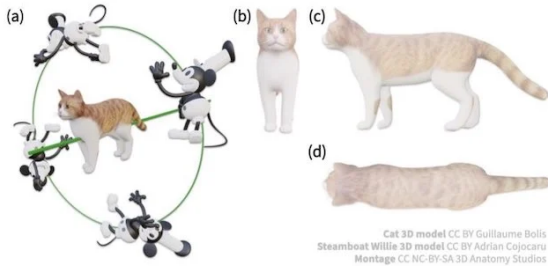 (a)
(b)
(c)
(d)
Cat 3D model CC BY Guillaume Bolis
Steamboat Willie 3D model CC BY Adrian Cojocaru
Montage CC NC-BY-SA 3D Anatomy Studios